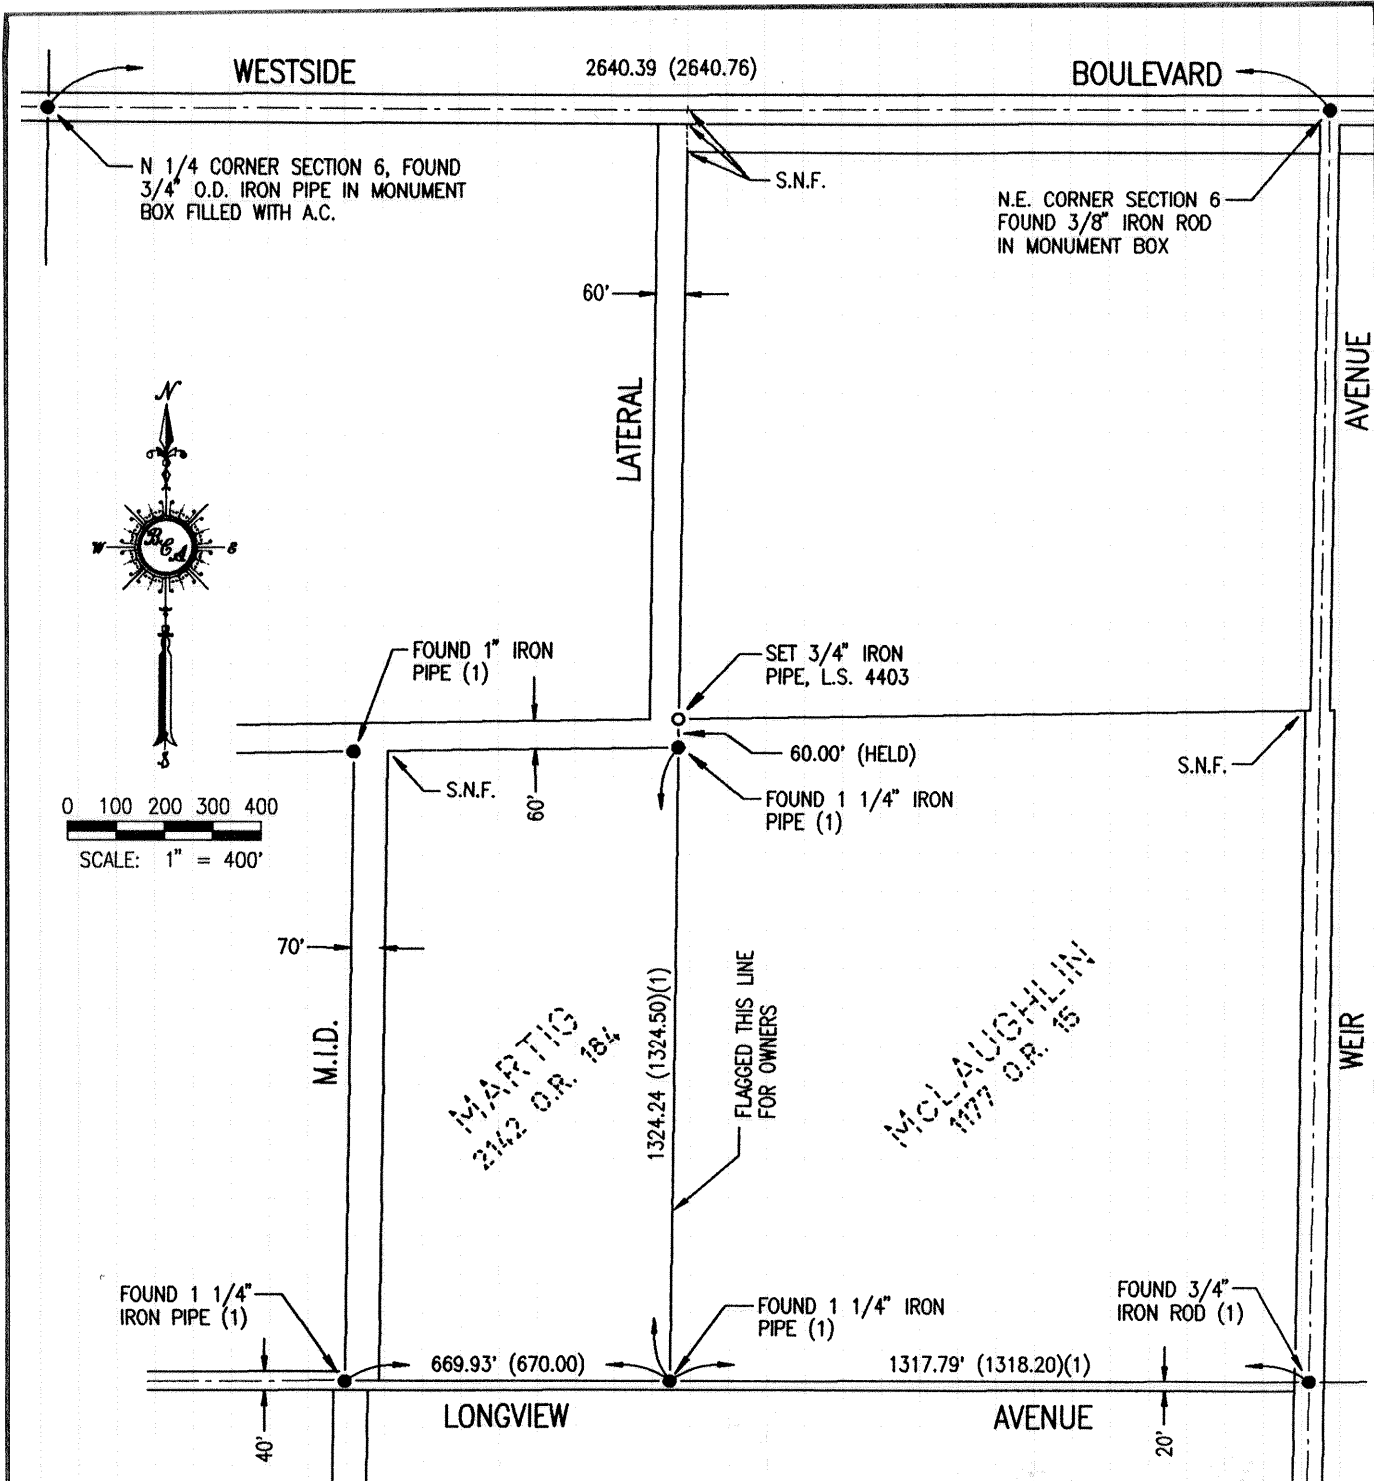 WESTSIDE
2640.39 (2640.76)
BOULEVARD
N 1/4 CORNER SECTION 6, FOUND
3/4" O.D. IRON PIPE IN MONUMENT
BOX FILLED WITH A.C.
S.N.F.
N.E. CORNER SECTION 6
FOUND 3/8" IRON ROD
IN MONUMENT BOX
60'
AVENUE
LATERAL
N
W
BCA
E
S
FOUND 1" IRON
PIPE (1)
SET 3/4" IRON
PIPE, L.S. 4403
60.00' (HELD)
S.N.F.
S.N.F.
60'
FOUND 1 1/4" IRON
PIPE (1)
0 100 200 300 400
SCALE: 1" = 400'
70'
M.I.D.
MARTIG
2142 O.R. 184
1324.24 (1324.50)(1)
FLAGGED THIS LINE
FOR OWNERS
McLAUGHLIN
1177 O.R. 15
WEIR
FOUND 1 1/4"
IRON PIPE (1)
FOUND 1 1/4" IRON
PIPE (1)
FOUND 3/4"
IRON ROD (1)
669.93' (670.00)
1317.79' (1318.20)(1)
LONGVIEW
AVENUE
40'
20'